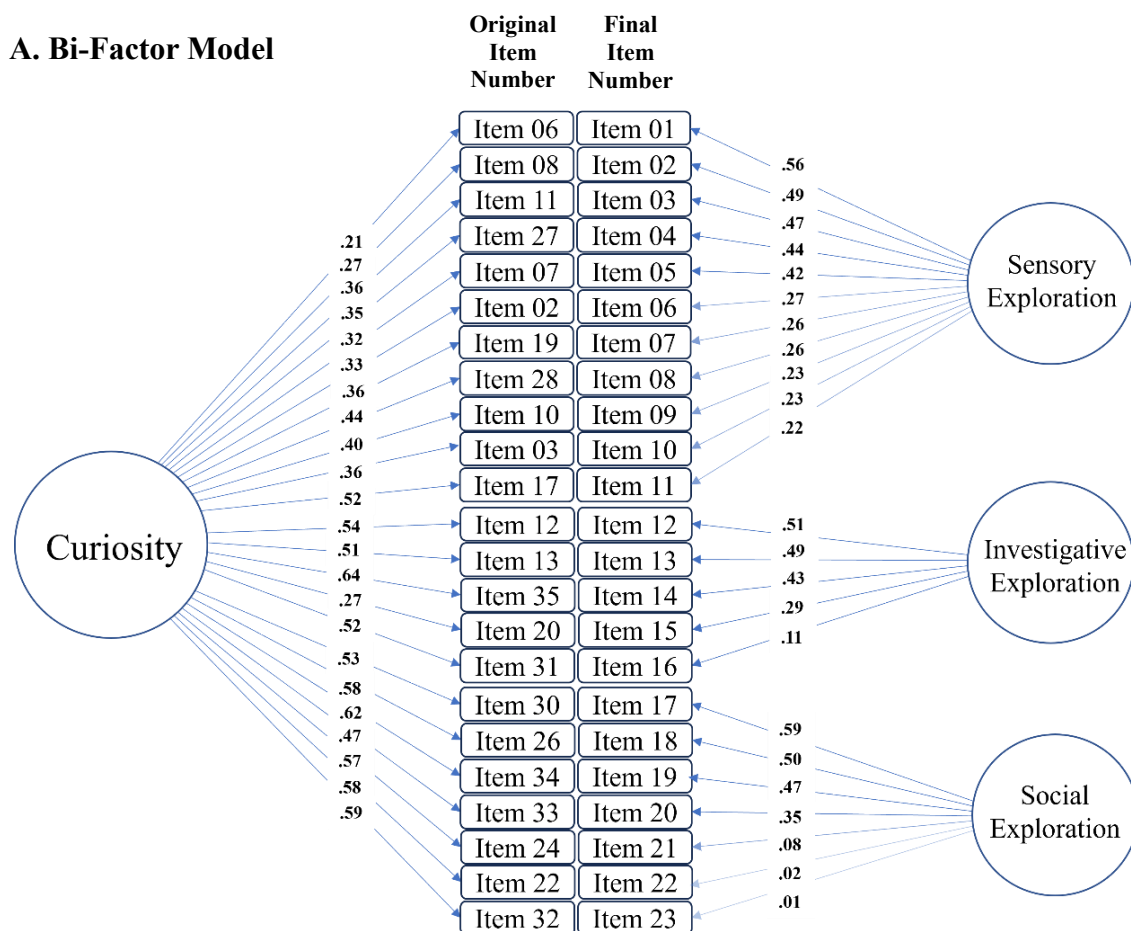 A. Bi-Factor Model
Original Item Number
Final Item Number
Item 06 Item 01
Item 08 Item 02
Item 11 Item 03
Item 27 Item 04
Item 07 Item 05
Item 02 Item 06
Item 19 Item 07
Item 28 Item 08
Item 10 Item 09
Item 03 Item 10
Item 17 Item 11
Item 12 Item 12
Item 13 Item 13
Item 35 Item 14
Item 20 Item 15
Item 31 Item 16
Item 30 Item 17
Item 26 Item 18
Item 34 Item 19
Item 33 Item 20
Item 24 Item 21
Item 22 Item 22
Item 32 Item 23
Curiosity
.21
.27
.36
.35
.32
.33
.36
.44
.40
.36
.52
.54
.51
.64
.27
.52
.53
.58
.62
.47
.57
.58
.59
.56
.49
.47
.44
.42
.27
.26
.26
.23
.23
.22
Sensory
Exploration
.51
.49
.43
.29
.11
Investigative
Exploration
.59
.50
.47
.35
.08
.02
.01
Social
Exploration